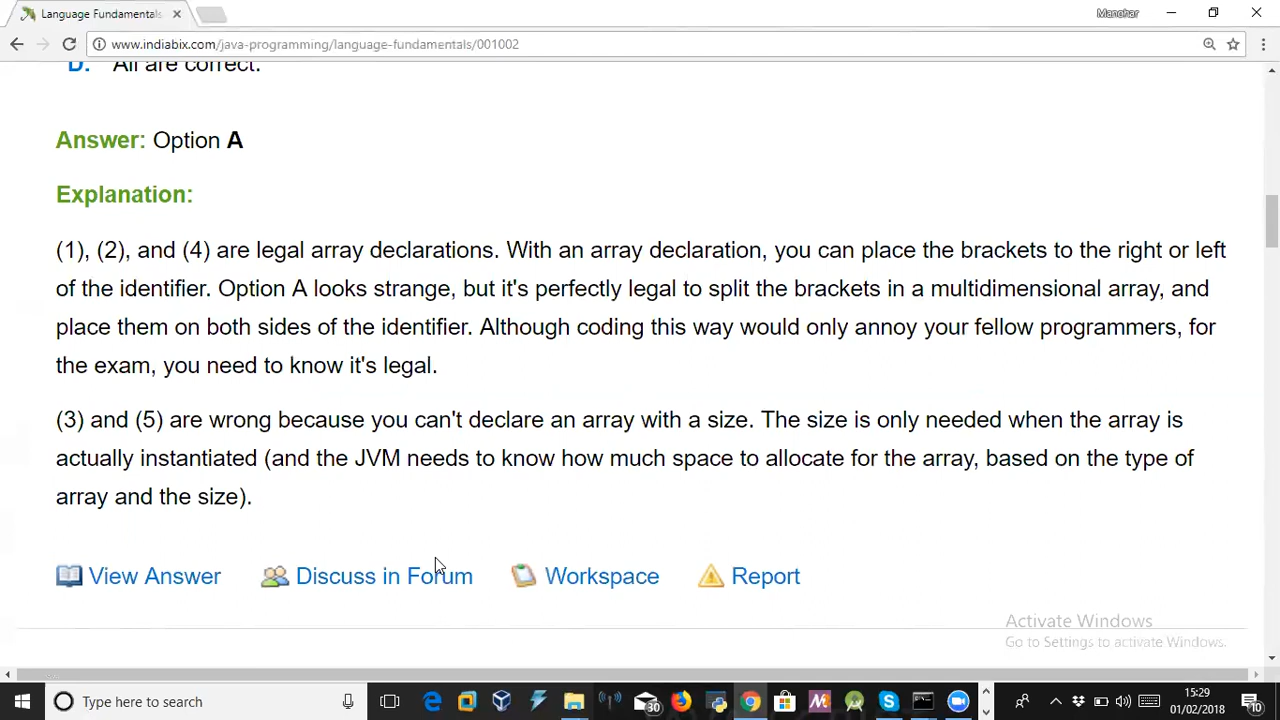 Language Fundamentals
Manohar
www.indiabix.com/java-programming/language-fundamentals/001002
D. All are correct.
Answer: Option A
Explanation:
(1), (2), and (4) are legal array declarations. With an array declaration, you can place the brackets to the right or left
of the identifier. Option A looks strange, but it's perfectly legal to split the brackets in a multidimensional array, and
place them on both sides of the identifier. Although coding this way would only annoy your fellow programmers, for
the exam, you need to know it's legal.
(3) and (5) are wrong because you can't declare an array with a size. The size is only needed when the array is
actually instantiated (and the JVM needs to know how much space to allocate for the array, based on the type of
array and the size).
View Answer Discuss in Forum Workspace Report
Activate Windows
Go to Settings to activate Windows.
Type here to search
30
15:29
01/02/2018
10